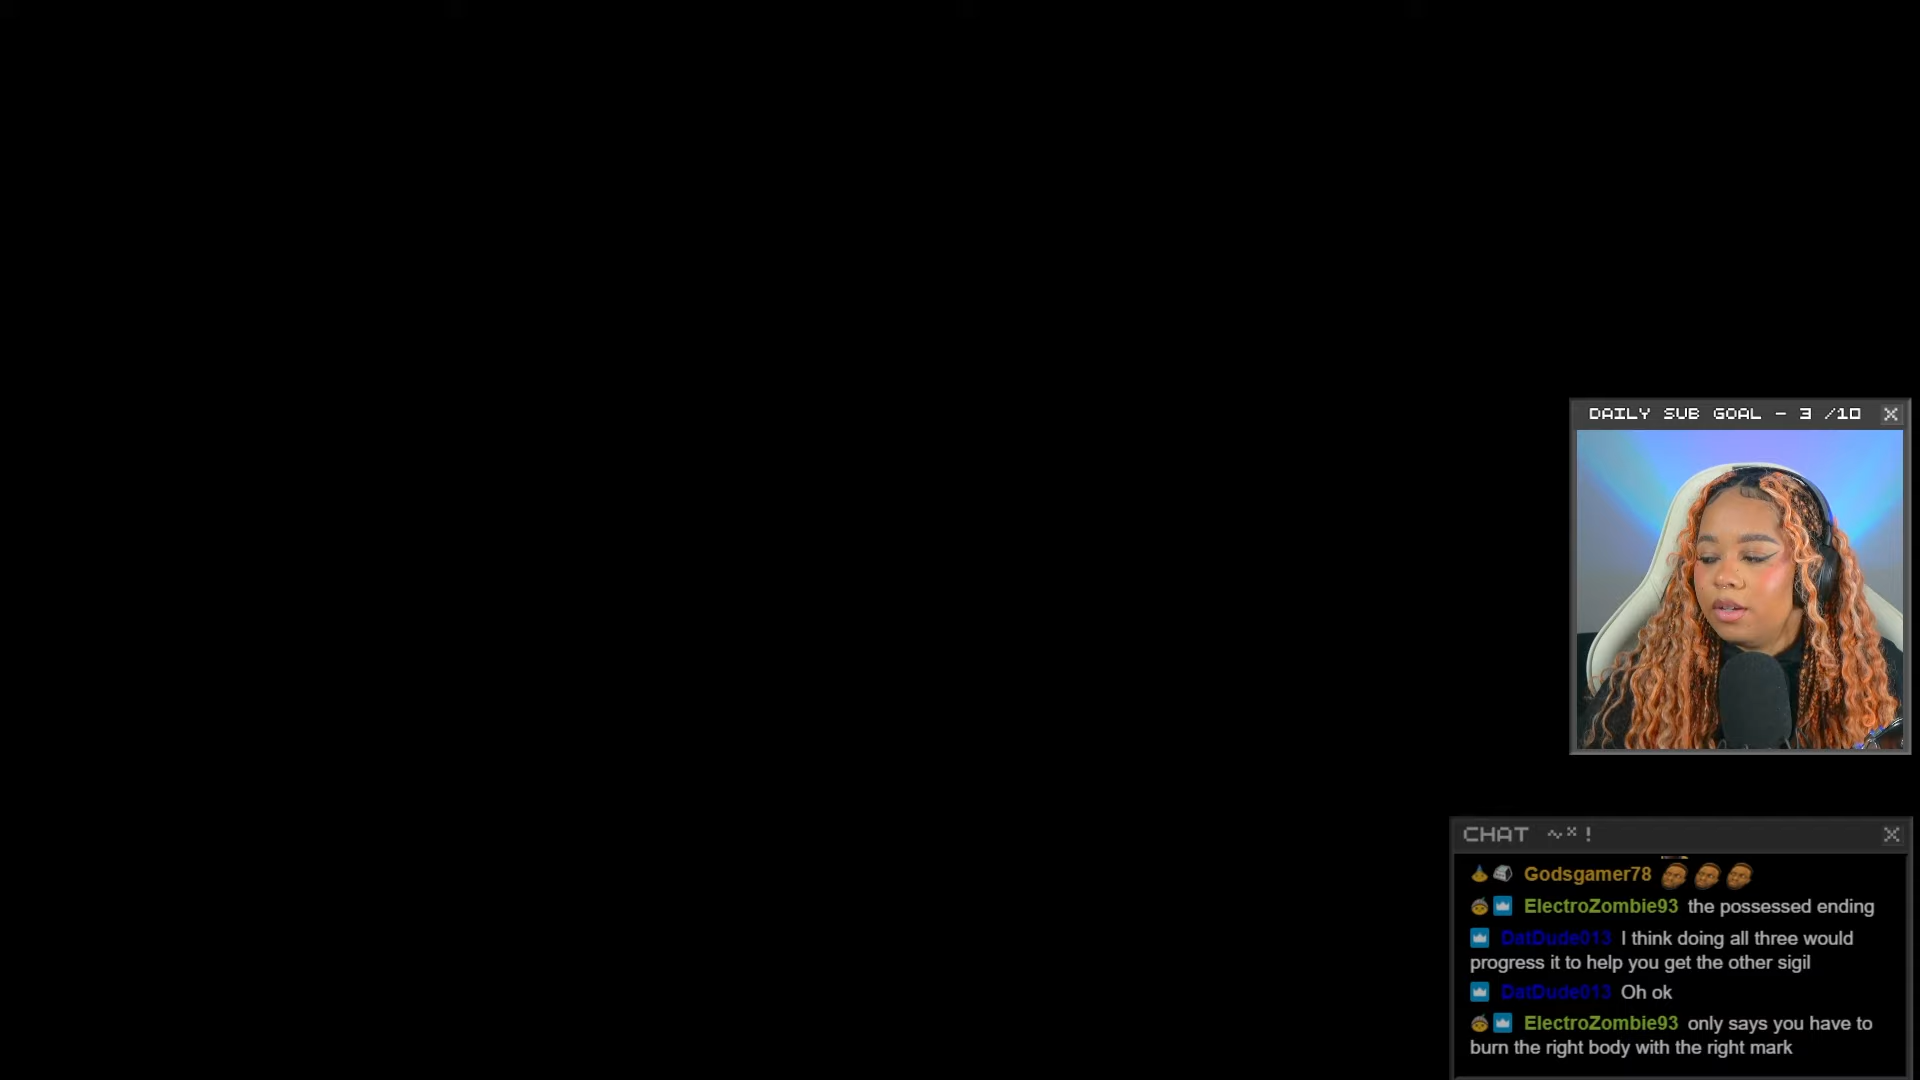 DAILY SUB GOAL - 3 /10
CHAT ~× !
Godsgamer78
ElectroZombie93 the possessed ending
DatDude013 I think doing all three would
progress it to help you get the other sigil
DatDude013 Oh ok
ElectroZombie93 only says you have to
burn the right body with the right mark